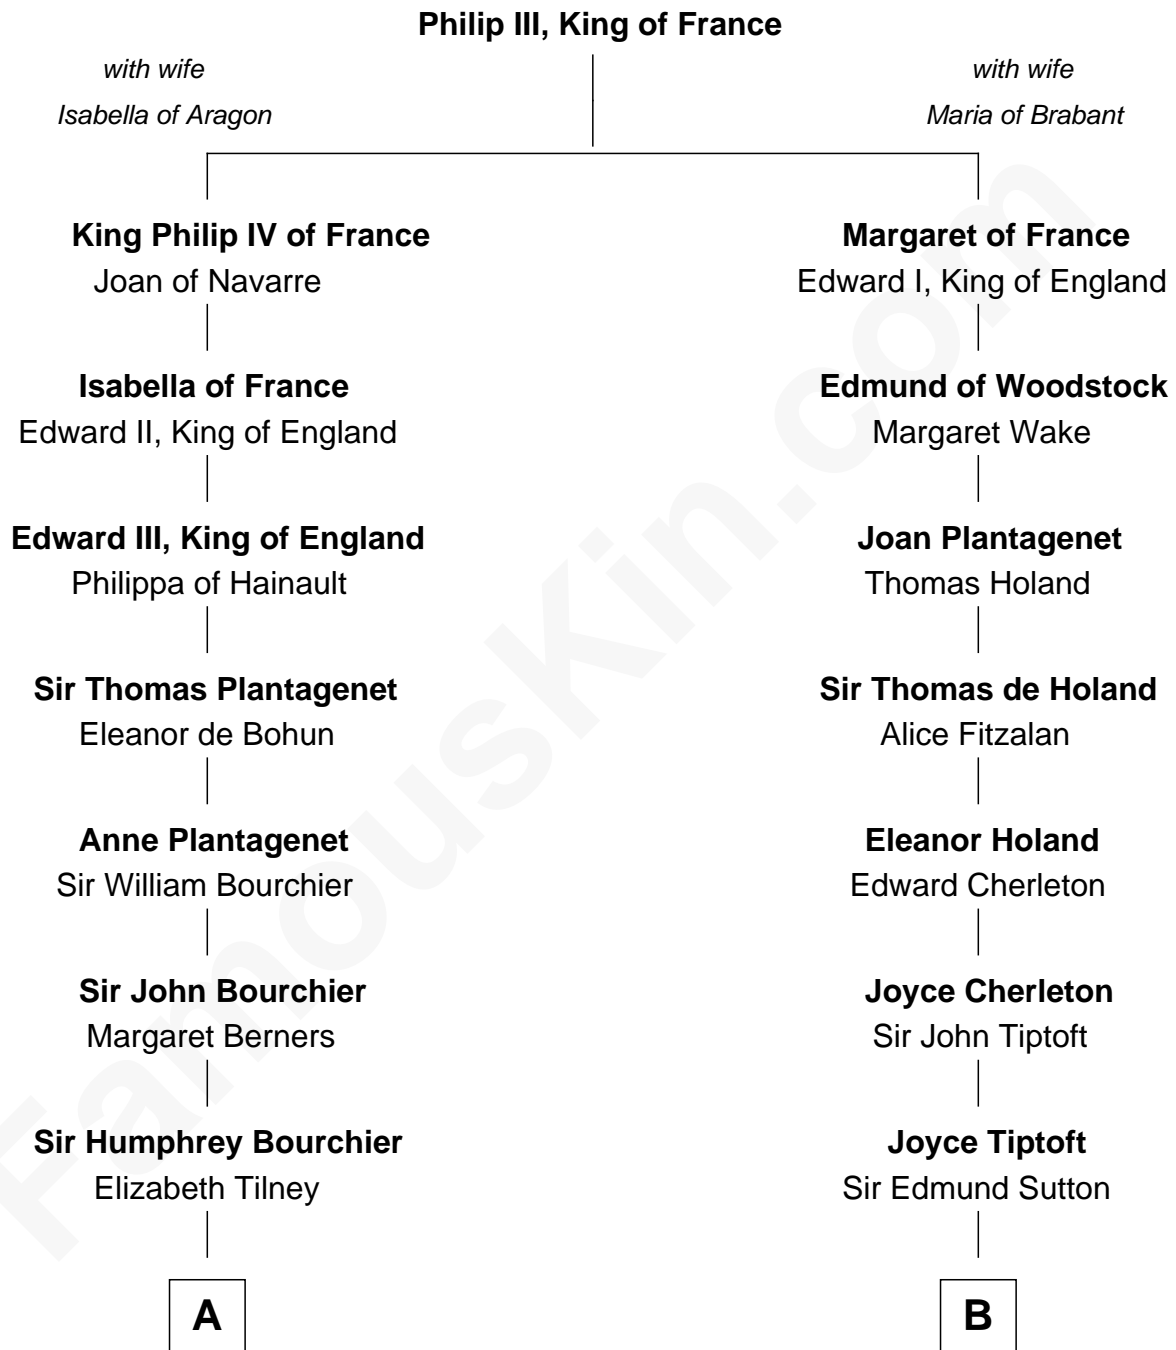 Philip III, King of France
with wife
Isabella of Aragon
with wife
Maria of Brabant
King Philip IV of France
Joan of Navarre
Isabella of France
Edward II, King of England
Edward III, King of England
Philippa of Hainault
Sir Thomas Plantagenet
Eleanor de Bohun
Anne Plantagenet
Sir William Bourchier
Sir John Bourchier
Margaret Berners
Sir Humphrey Bourchier
Elizabeth Tilney
A
Margaret of France
Edward I, King of England
Edmund of Woodstock
Margaret Wake
Joan Plantagenet
Thomas Holand
Sir Thomas de Holand
Alice Fitzalan
Eleanor Holand
Edward Cherleton
Joyce Cherleton
Sir John Tiptoft
Joyce Tiptoft
Sir Edmund Sutton
B
FamousKin.com